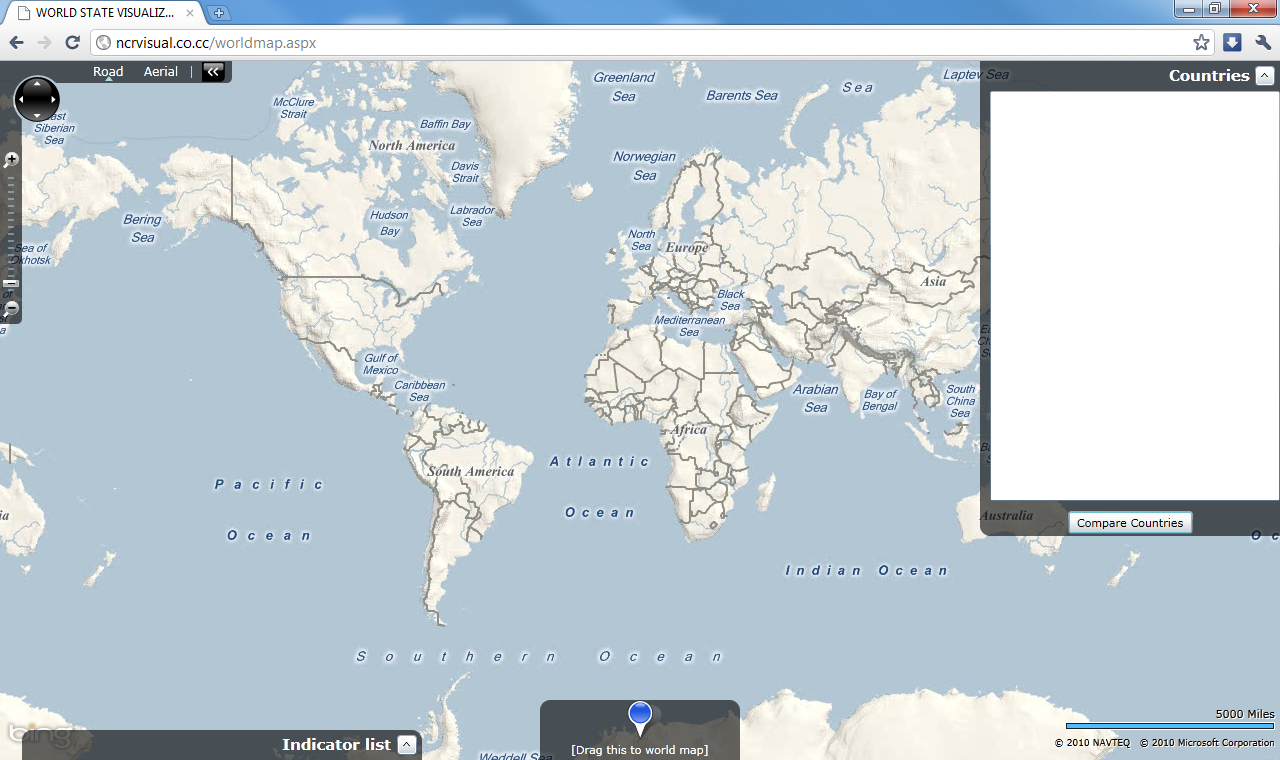 WORLD STATE VISUALIZ...
ncrvisual.co.cc/worldmap.aspx
Road Aerial | «
Countries
Greenland
Sea
Barents Sea
Sea
Laptev Sea
McClure
Strait
Siberian
Sea
Baffin Bay
North America
Davis
Strait
Norwegian
Sea
Hudson
Bay
Labrador
Sea
Bering
Sea
Sea of
Okhotsk
North
Sea
Europe
Asia
Black
Sea
Mediterranean
Sea
Gulf of
Mexico
Caribbean
Sea
Arabian
Sea
Bay of
Bengal
South
China
Sea
Africa
South America
Atlantic
Ocean
Pacific
Ocean
Australia
Compare Countries
Indian Ocean
Southern Ocean
Weddell Sea
bing
Indicator list
[Drag this to world map]
5000 Miles
© 2010 NAVTEQ © 2010 Microsoft Corporation